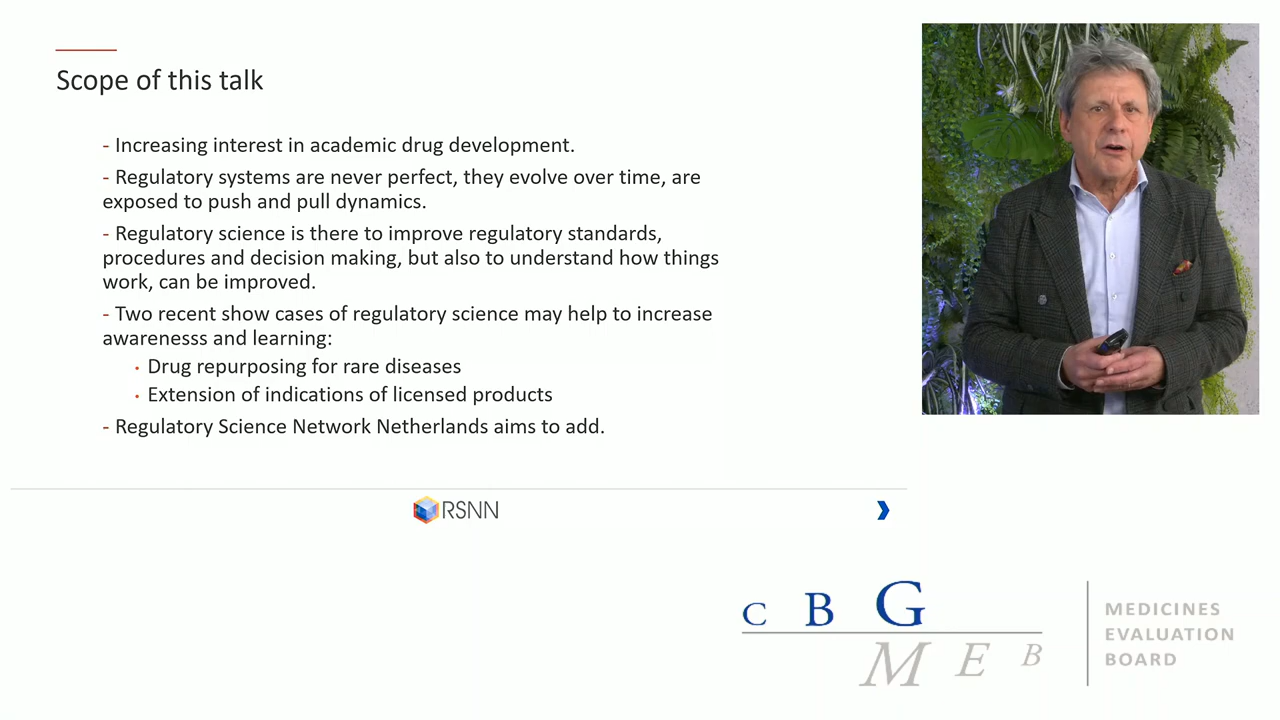 Scope of this talk
- Increasing interest in academic drug development.
- Regulatory systems are never perfect, they evolve over time, are
exposed to push and pull dynamics.
- Regulatory science is there to improve regulatory standards,
procedures and decision making, but also to understand how things
work, can be improved.
- Two recent show cases of regulatory science may help to increase
awarenesss and learning:
• Drug repurposing for rare diseases
• Extension of indications of licensed products
- Regulatory Science Network Netherlands aims to add.
RSNN
C B G
M E B
MEDICINES
EVALUATION
BOARD